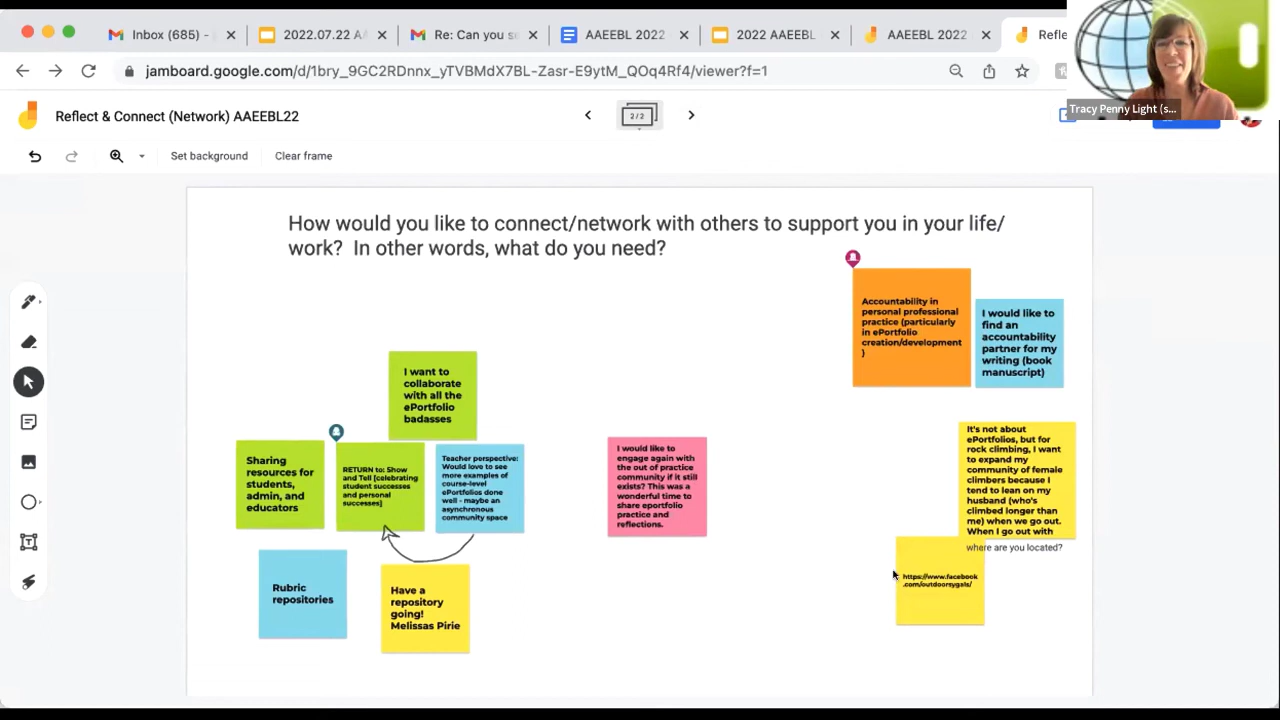 Inbox (685) -
2022.07.22 A
Re: Can you s
AAEEBL 2022
2022 AAEEBL
AAEEBL 2022
Refle
jamboard.google.com/d/1bry_9GC2RDnnx_yTVBMdX7BL-Zasr-E9ytM_QOq4Rf4/viewer?f=1
Tracy Penny Light (s...
Reflect & Connect (Network) AAEEBL22
2/2
Set background
Clear frame
How would you like to connect/network with others to support you in your life/
work? In other words, what do you need?
Accountability in
personal professional
practice (particularly
in ePortfolio
creation/development
)
I would like to
find an
accountability
partner for my
writing (book
manuscript)
I want to
collaborate
with all the
ePortfolio
badasses
Sharing
resources for
students,
admin, and
educators
RETURN to: Show
and Tell [celebrating
student successes
and personal
successes]
Teacher perspective:
Would love to see
more examples of
course-level
ePortfolios done
well - maybe an
asynchronous
community space
I would like to
engage again with
the out of practice
community if it still
exists? This was a
wonderful time to
share eportfolio
practice and
reflections.
It's not about
ePortfolios, but for
rock climbing, I want
to expand my
community of female
climbers because I
tend to lean on my
husband (who's
climbed longer than
me) when we go out.
When I go out with
where are you located?
https://www.facebook
.com/outdoorsygals/
Rubric
repositories
Have a
repository
going!
Melissas Pirie